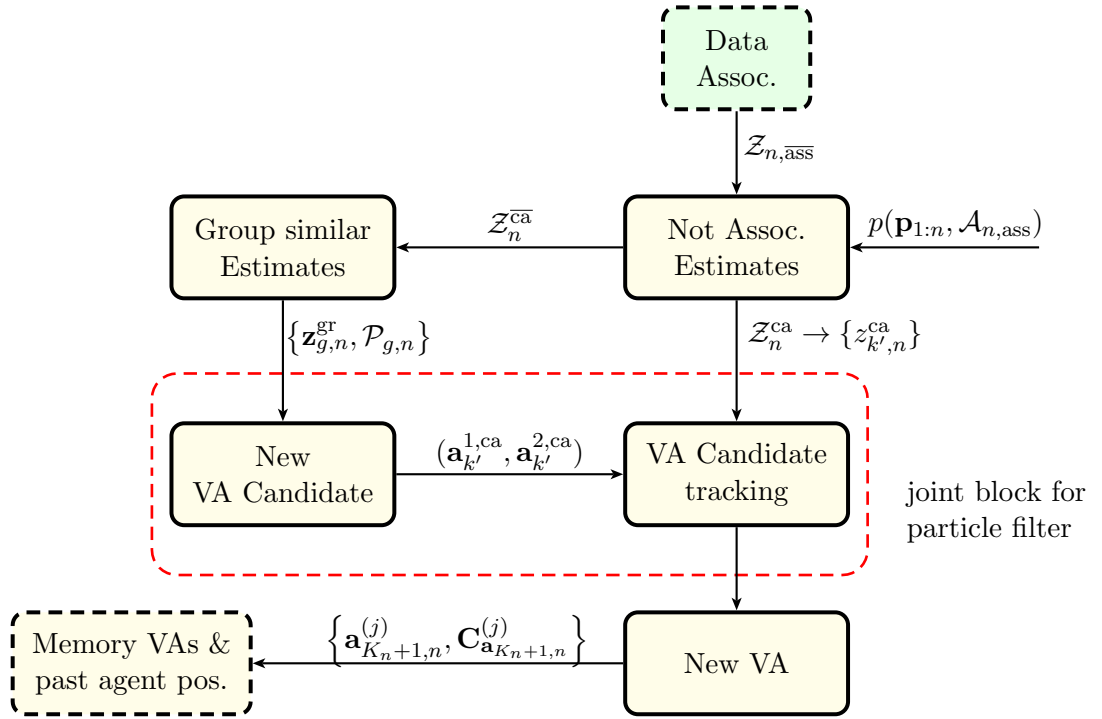 Data
Assoc.
𝒵_{n,\overline{ass}}
Group similar
Estimates
𝒵_n^{\overline{ca}}
Not Assoc.
Estimates
p(𝐩_{1:n}, 𝒜_{n,ass})
{𝐳_{g,n}^{gr}, 𝒫_{g,n}}
𝒵_n^{ca} → {z_{k′,n}^{ca}}
New
VA Candidate
(𝐚_{k′}^{1,ca}, 𝐚_{k′}^{2,ca})
VA Candidate
tracking
joint block for
particle filter
Memory VAs &
past agent pos.
{𝐚_{K_n+1,n}^{(j)}, 𝐂_{𝐚_{K_n+1,n}}^{(j)}}
New VA